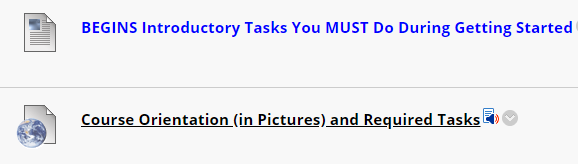 BEGINS Introductory Tasks You MUST Do During Getting Started
Course Orientation (in Pictures) and Required Tasks